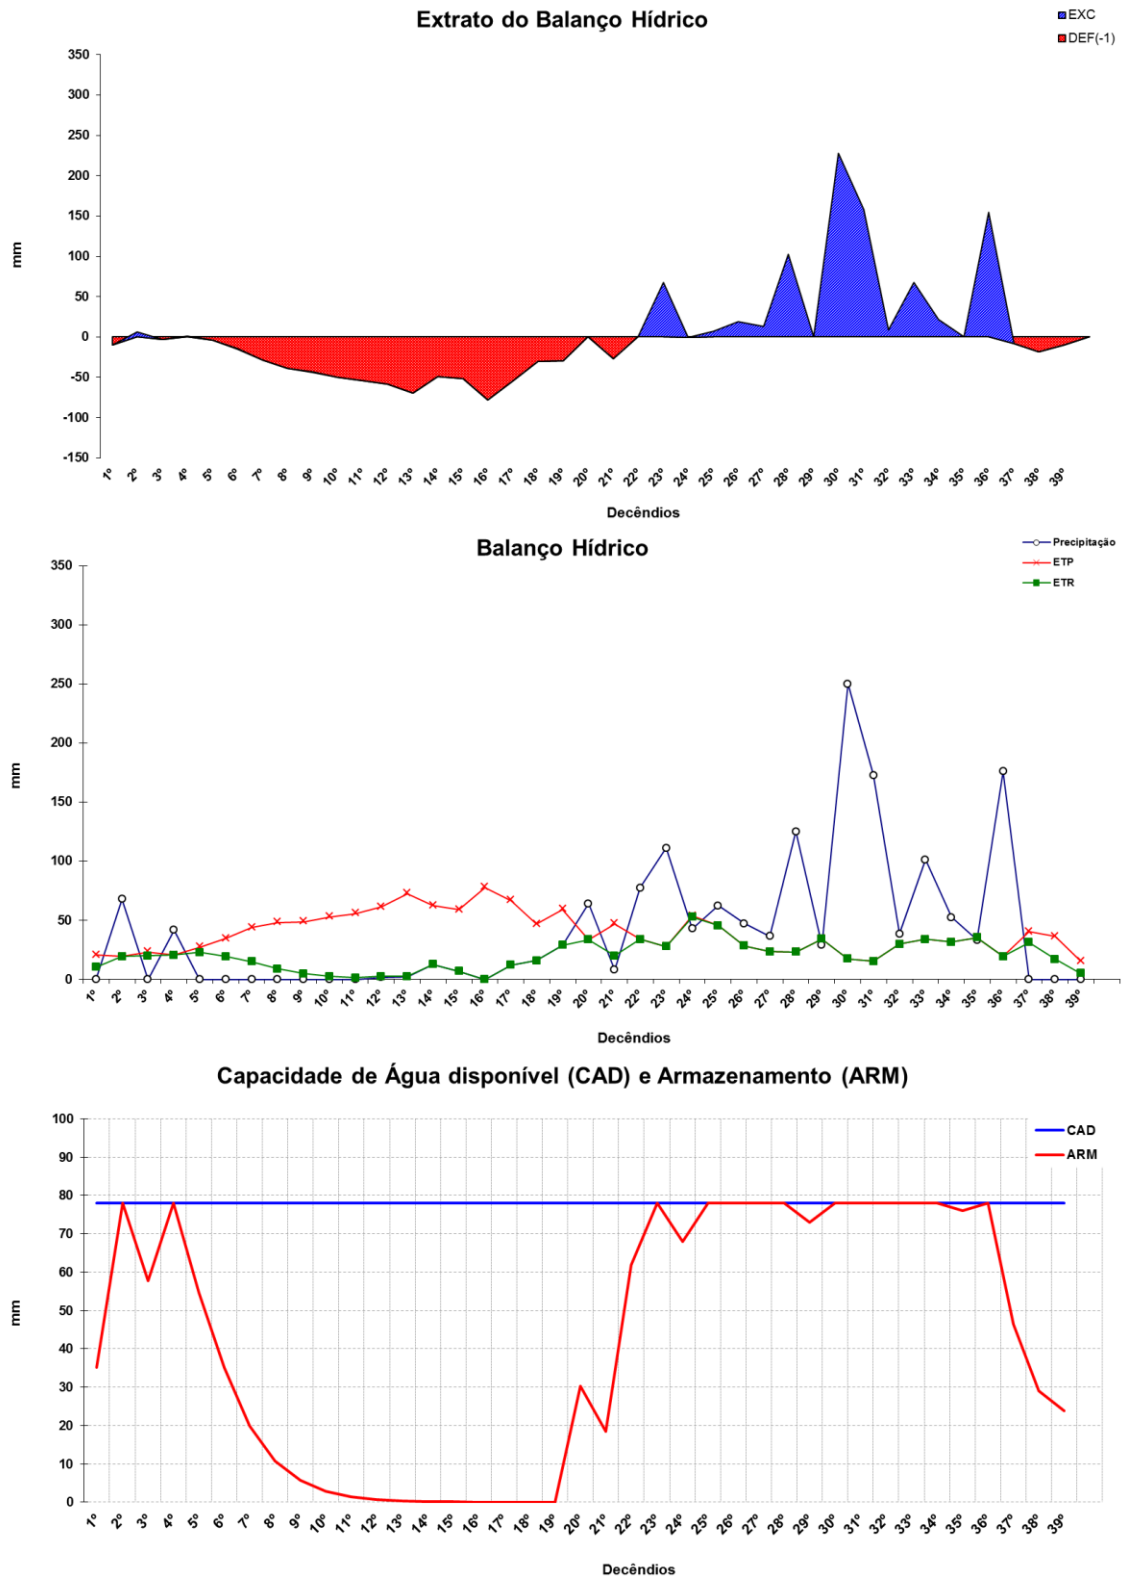 Extrato do Balanço Hídrico
EXC
DEF(-1)
350
300
250
200
150
100
50
0
-50
-100
-150
mm
1º 2º 3º 4º 5º 6º 7º 8º 9º 10º 11º 12º 13º 14º 15º 16º 17º 18º 19º 20º 21º 22º 23º 24º 25º 26º 27º 28º 29º 30º 31º 32º 33º 34º 35º 36º 37º 38º 39º
Decêndios
Balanço Hídrico
Precipitação
ETP
ETR
350
300
250
200
150
100
50
0
mm
1º 2º 3º 4º 5º 6º 7º 8º 9º 10º 11º 12º 13º 14º 15º 16º 17º 18º 19º 20º 21º 22º 23º 24º 25º 26º 27º 28º 29º 30º 31º 32º 33º 34º 35º 36º 37º 38º 39º
Decêndios
Capacidade de Água disponível (CAD) e Armazenamento (ARM)
CAD
ARM
100
90
80
70
60
50
40
30
20
10
0
mm
1º 2º 3º 4º 5º 6º 7º 8º 9º 10º 11º 12º 13º 14º 15º 16º 17º 18º 19º 20º 21º 22º 23º 24º 25º 26º 27º 28º 29º 30º 31º 32º 33º 34º 35º 36º 37º 38º 39º
Decêndios